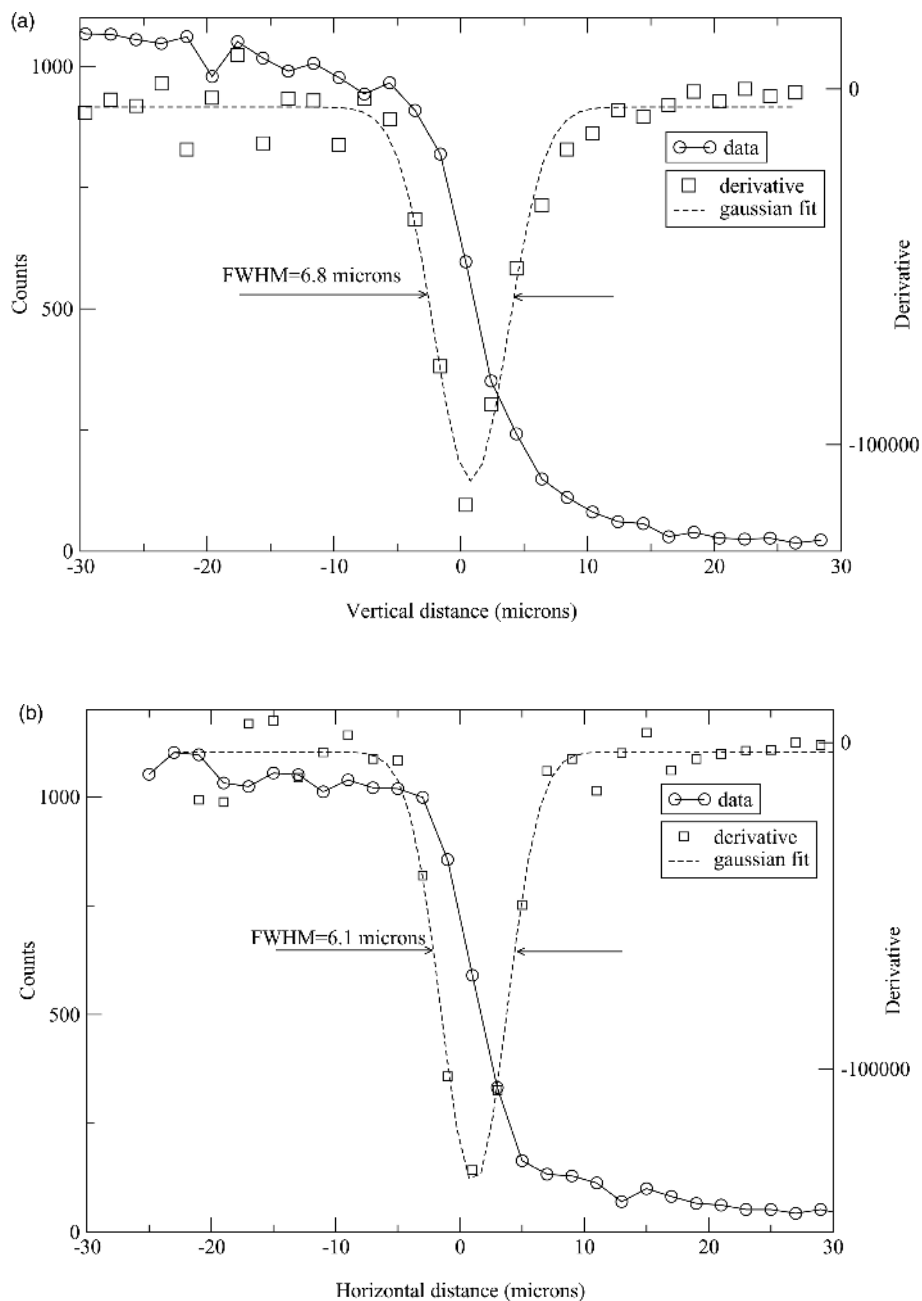 (a)
1000
500
0
Counts
0
-100000
Derivative
data
derivative
gaussian fit
FWHM=6.8 microns
-30 -20 -10 0 10 20 30
Vertical distance (microns)
(b)
1000
500
0
Counts
0
-100000
Derivative
data
derivative
gaussian fit
FWHM=6.1 microns
-30 -20 -10 0 10 20 30
Horizontal distance (microns)